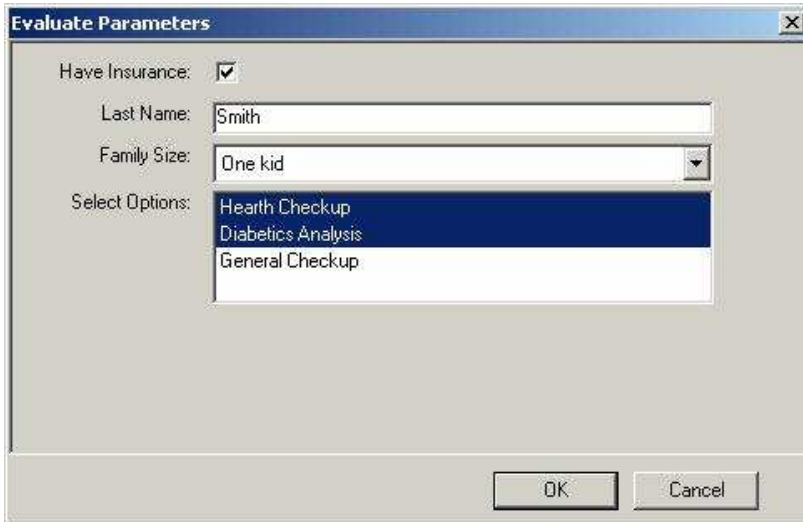 Evaluate Parameters
Have Insurance:
Last Name: Smith
Family Size: One kid
Select Options: Hearth Checkup
Diabetics Analysis
General Checkup
OK Cancel